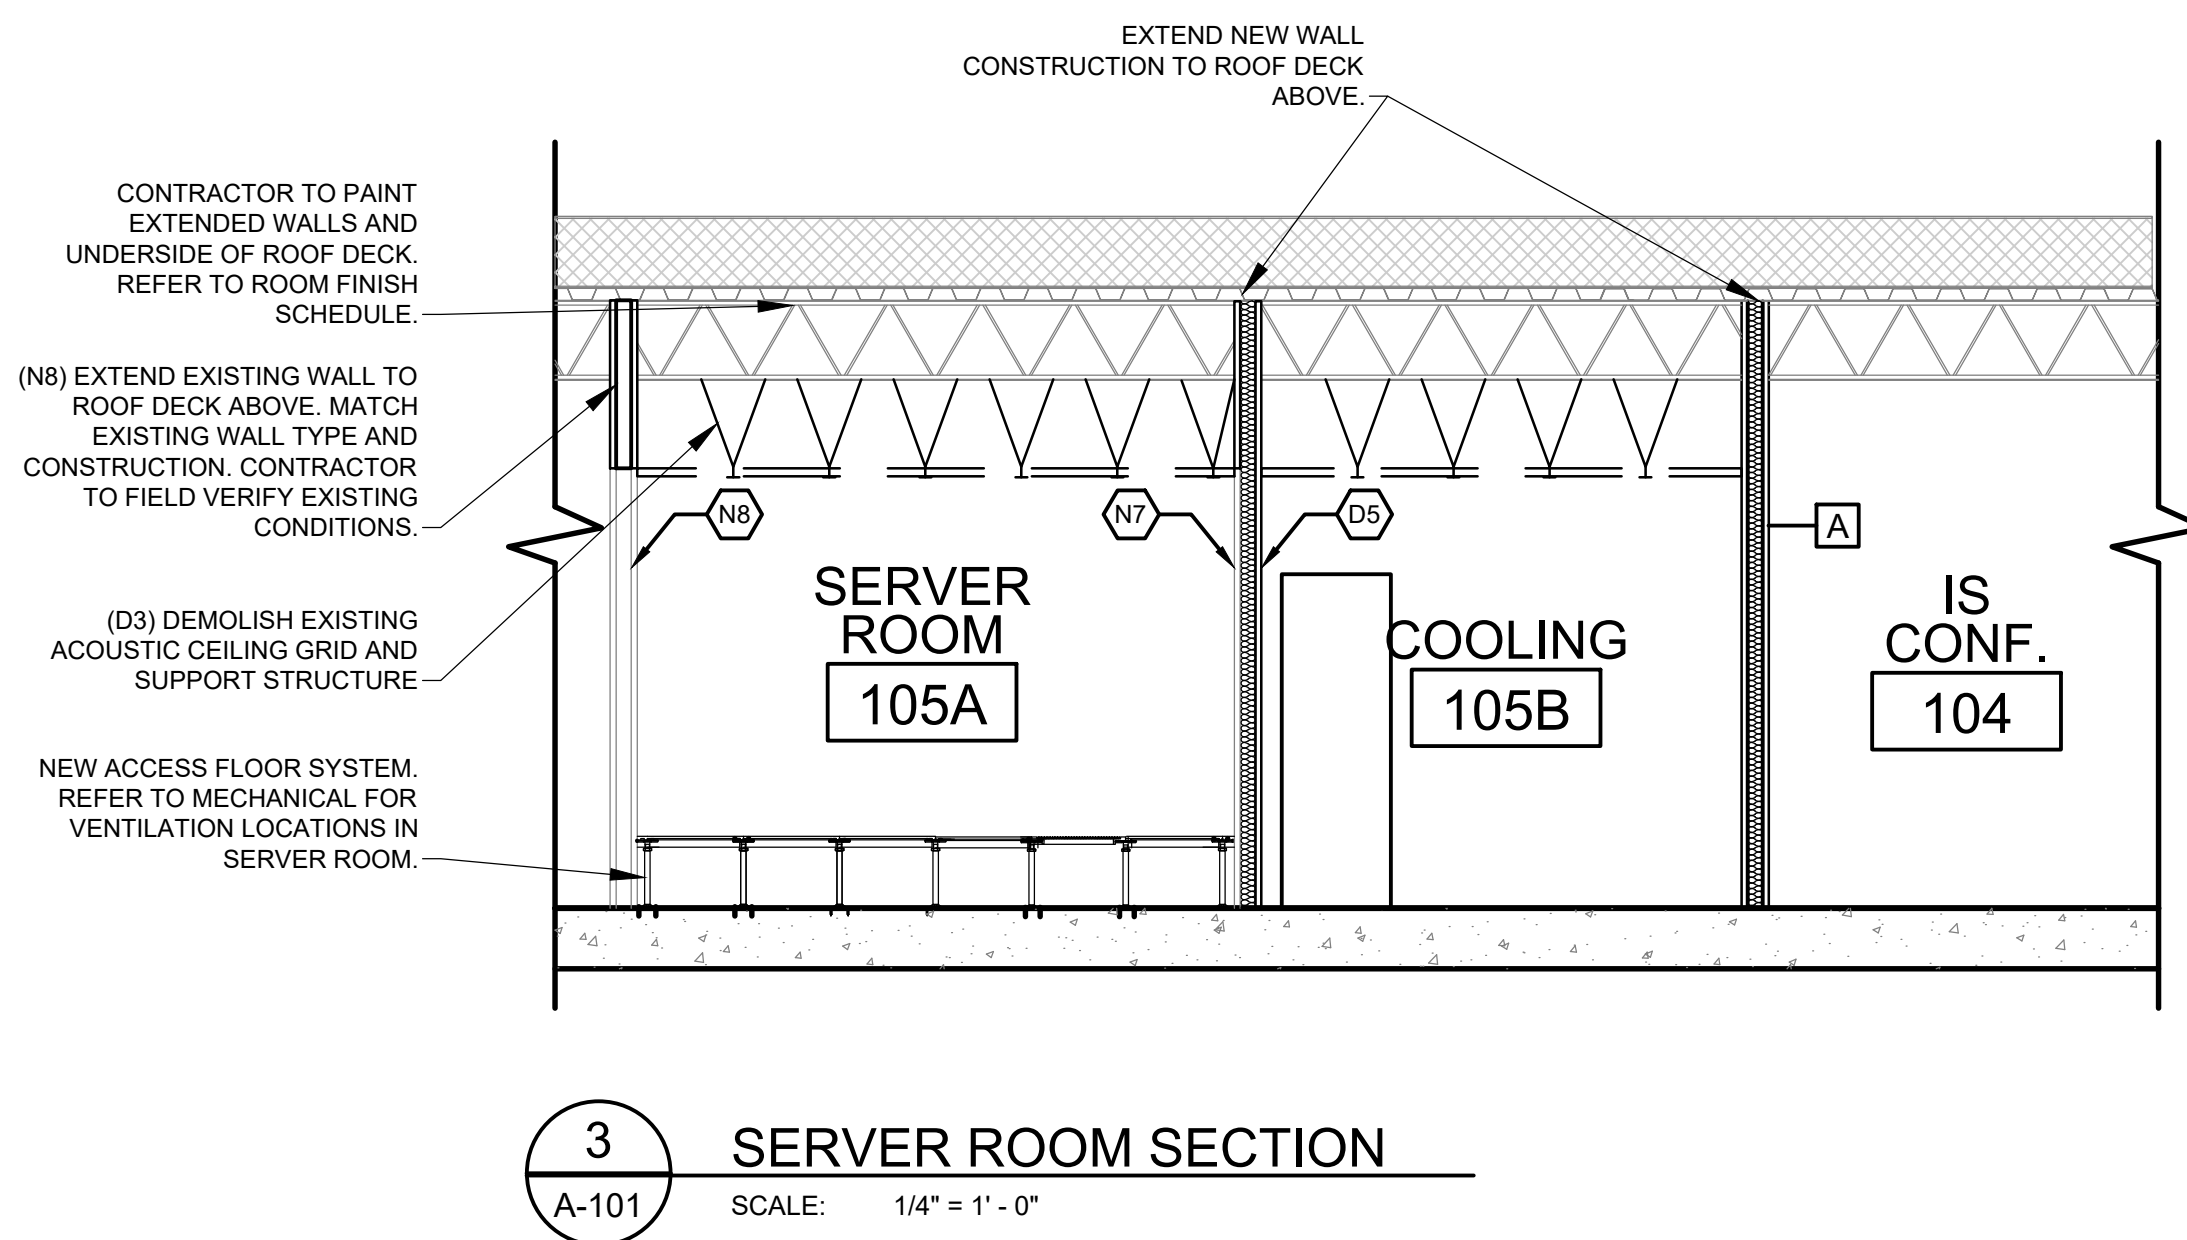 EXTEND NEW WALL
CONSTRUCTION TO ROOF DECK
ABOVE.
CONTRACTOR TO PAINT
EXTENDED WALLS AND
UNDERSIDE OF ROOF DECK.
REFER TO ROOM FINISH
SCHEDULE.
(N8) EXTEND EXISTING WALL TO
ROOF DECK ABOVE. MATCH
EXISTING WALL TYPE AND
CONSTRUCTION. CONTRACTOR
TO FIELD VERIFY EXISTING
CONDITIONS.
(D3) DEMOLISH EXISTING
ACOUSTIC CEILING GRID AND
SUPPORT STRUCTURE
NEW ACCESS FLOOR SYSTEM.
REFER TO MECHANICAL FOR
VENTILATION LOCATIONS IN
SERVER ROOM.
N8
N7
D5
A
SERVER
ROOM
105A
COOLING
105B
IS
CONF.
104
3
A-101
SERVER ROOM SECTION
SCALE: 1/4" = 1' - 0"